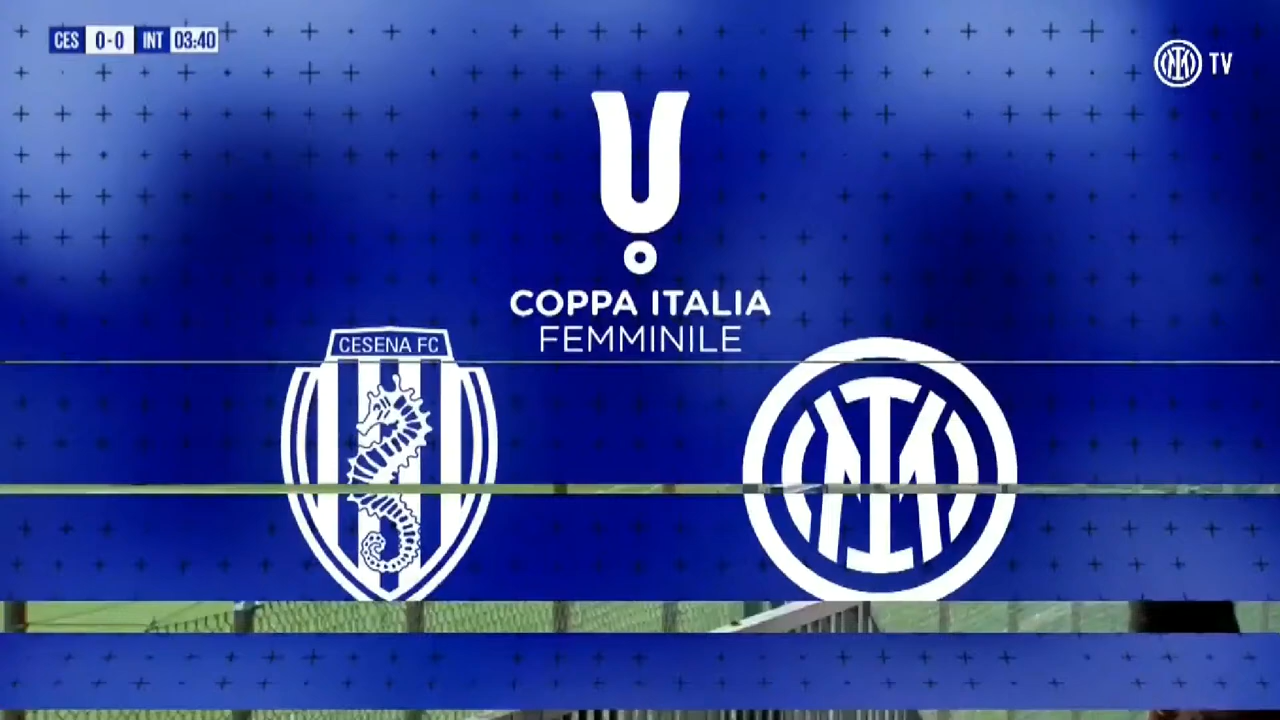 CES 0-0 INT 03:40
TV
COPPA ITALIA
FEMMINILE
CESENA FC